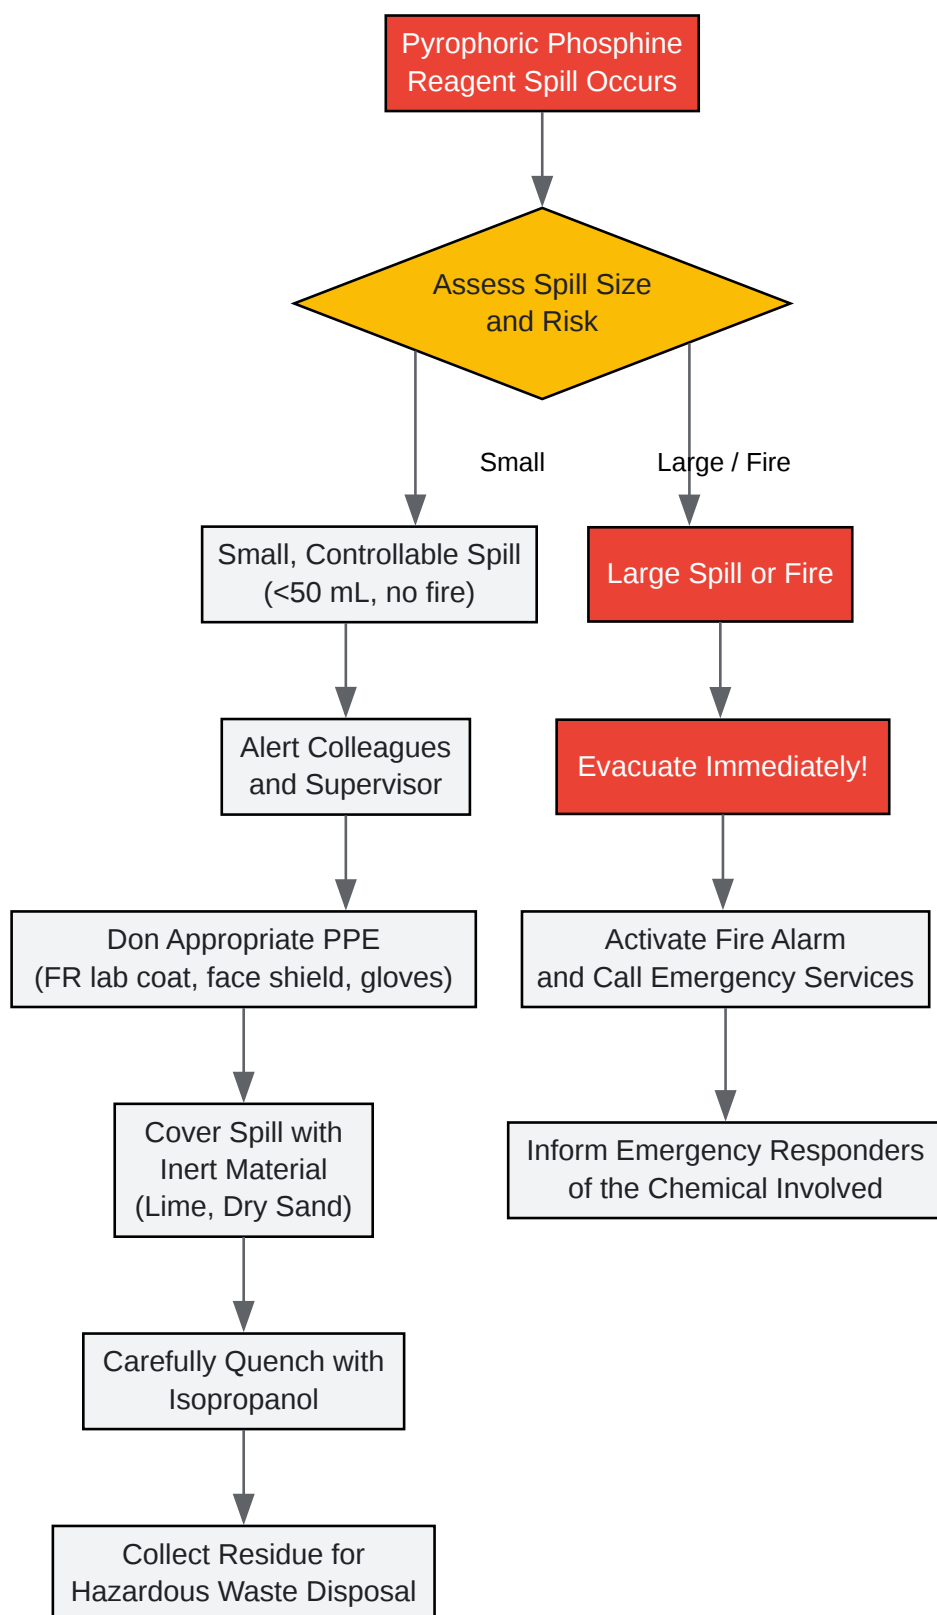 Pyrophoric Phosphine
Reagent Spill Occurs
Assess Spill Size
and Risk
Small
Large / Fire
Small, Controllable Spill
(<50 mL, no fire)
Large Spill or Fire
Alert Colleagues
and Supervisor
Evacuate Immediately!
Don Appropriate PPE
(FR lab coat, face shield, gloves)
Activate Fire Alarm
and Call Emergency Services
Cover Spill with
Inert Material
(Lime, Dry Sand)
Inform Emergency Responders
of the Chemical Involved
Carefully Quench with
Isopropanol
Collect Residue for
Hazardous Waste Disposal